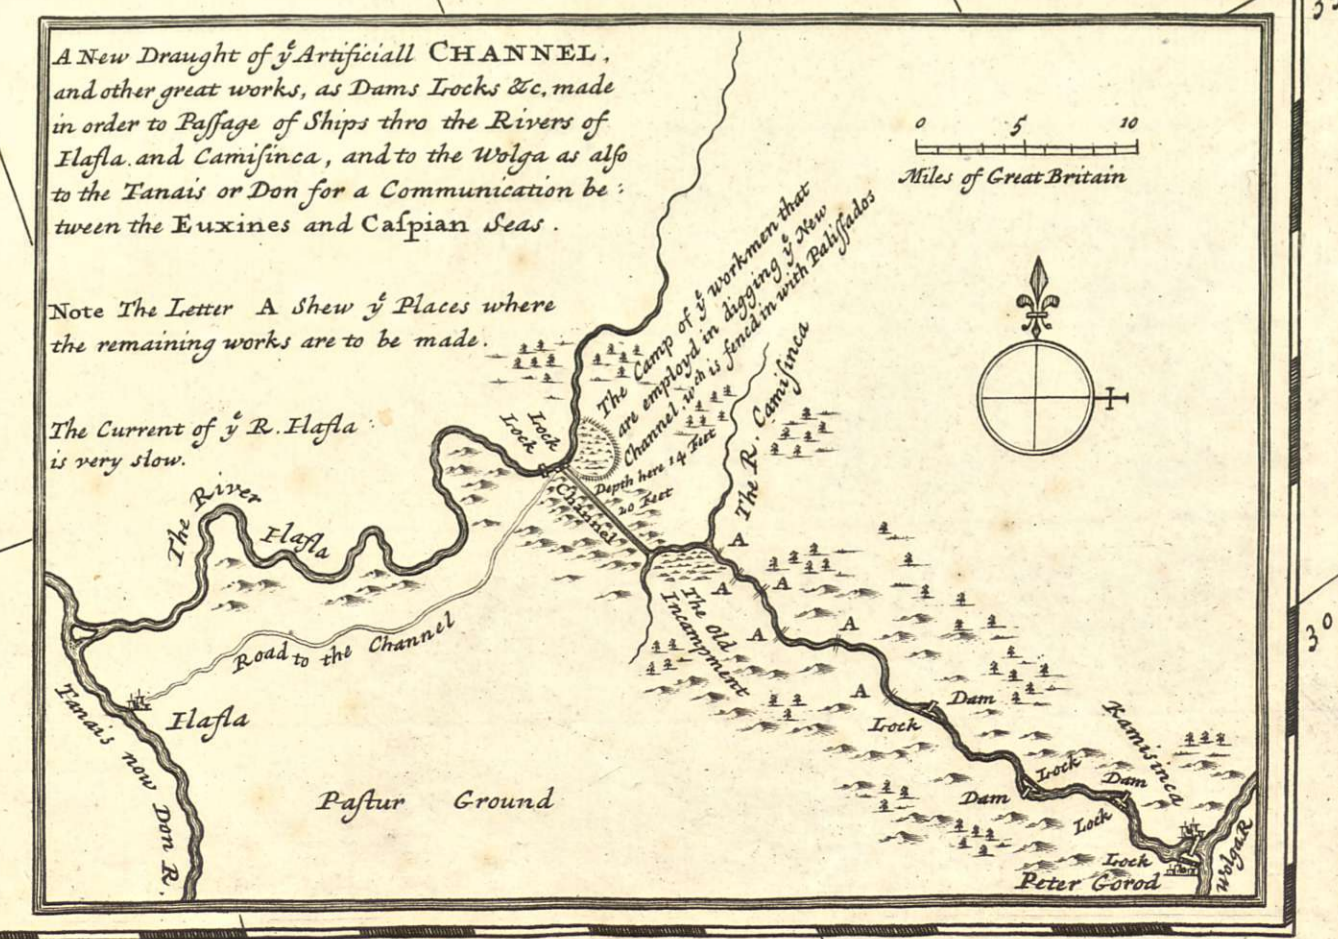 A New Draught of yᵉ Artificiall CHANNEL,
and other great works, as Dams Locks &c, made
in order to Paſſage of Ships thro the Rivers of
Ilafla. and Camiſinca, and to the Wolga as alſo
to the Tanais or Don for a Communication be:
tween the Euxines and Caſpian Seas.
Note The Letter A Shew yᵉ Places where
the remaining works are to be made.
The Current of yᵉ R. Ilafla
is very slow.
0 5 10
Miles of Great Britain
The Camp of yᵉ workmen that
are employd in digging yᵉ New
Channel, wᶜʰ is fencd in with Paliſſados
Depth here 14 Feet
20 Feet
The R. Camiſinca
Lock
Lock
Channel
The River
Ilafla
Road to the Channel
Ilafla
Tanais now Don R.
Paſtur Ground
The Old
Incampment
A
A
A
A
A
A
Dam
Lock
Lock
Dam
Dam
Lock
Kamisinca
Lock
Peter Gorod
Wolga R
30